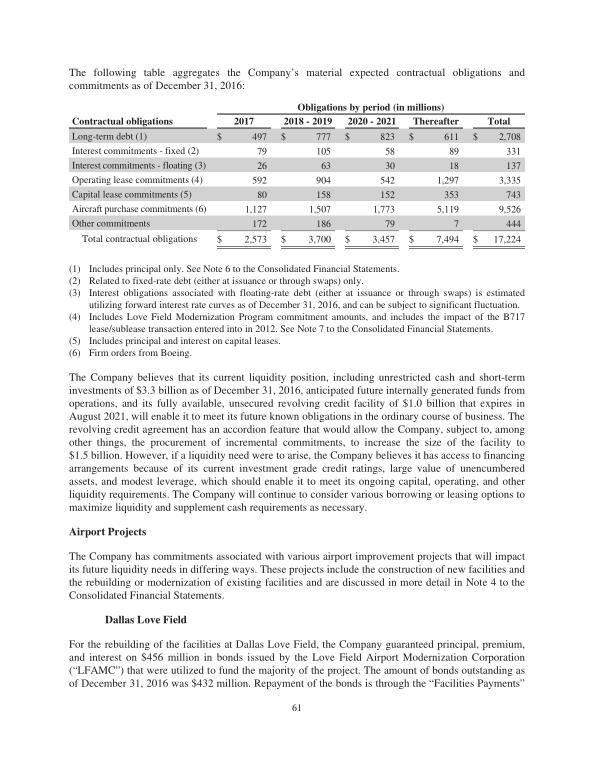 The following table aggregates the Company's material expected contractual obligations and
commitments as of December 31, 2016:
Obligations by period (in millions)
Contractual obligations 2017 2018 - 2019 2020 - 2021 Thereafter Total
Long-term debt (1) $ 497 $ 777 $ 823 $ 611 $ 2,708
Interest commitments - fixed (2) 79 105 58 89 331
Interest commitments - floating (3) 26 63 30 18 137
Operating lease commitments (4) 592 904 542 1,297 3,335
Capital lease commitments (5) 80 158 152 353 743
Aircraft purchase commitments (6) 1,127 1,507 1,773 5,119 9,526
Other commitments 172 186 79 7 444
Total contractual obligations $ 2,573 $ 3,700 $ 3,457 $ 7,494 $ 17,224
(1) Includes principal only. See Note 6 to the Consolidated Financial Statements.
(2) Related to fixed-rate debt (either at issuance or through swaps) only.
(3) Interest obligations associated with floating-rate debt (either at issuance or through swaps) is estimated
utilizing forward interest rate curves as of December 31, 2016, and can be subject to significant fluctuation.
(4) Includes Love Field Modernization Program commitment amounts, and includes the impact of the B717
lease/sublease transaction entered into in 2012. See Note 7 to the Consolidated Financial Statements.
(5) Includes principal and interest on capital leases.
(6) Firm orders from Boeing.
The Company believes that its current liquidity position, including unrestricted cash and short-term
investments of $3.3 billion as of December 31, 2016, anticipated future internally generated funds from
operations, and its fully available, unsecured revolving credit facility of $1.0 billion that expires in
August 2021, will enable it to meet its future known obligations in the ordinary course of business. The
revolving credit agreement has an accordion feature that would allow the Company, subject to, among
other things, the procurement of incremental commitments, to increase the size of the facility to
$1.5 billion. However, if a liquidity need were to arise, the Company believes it has access to financing
arrangements because of its current investment grade credit ratings, large value of unencumbered
assets, and modest leverage, which should enable it to meet its ongoing capital, operating, and other
liquidity requirements. The Company will continue to consider various borrowing or leasing options to
maximize liquidity and supplement cash requirements as necessary.
Airport Projects
The Company has commitments associated with various airport improvement projects that will impact
its future liquidity needs in differing ways. These projects include the construction of new facilities and
the rebuilding or modernization of existing facilities and are discussed in more detail in Note 4 to the
Consolidated Financial Statements.
Dallas Love Field
For the rebuilding of the facilities at Dallas Love Field, the Company guaranteed principal, premium,
and interest on $456 million in bonds issued by the Love Field Airport Modernization Corporation
("LFAMC") that were utilized to fund the majority of the project. The amount of bonds outstanding as
of December 31, 2016 was $432 million. Repayment of the bonds is through the "Facilities Payments"
61